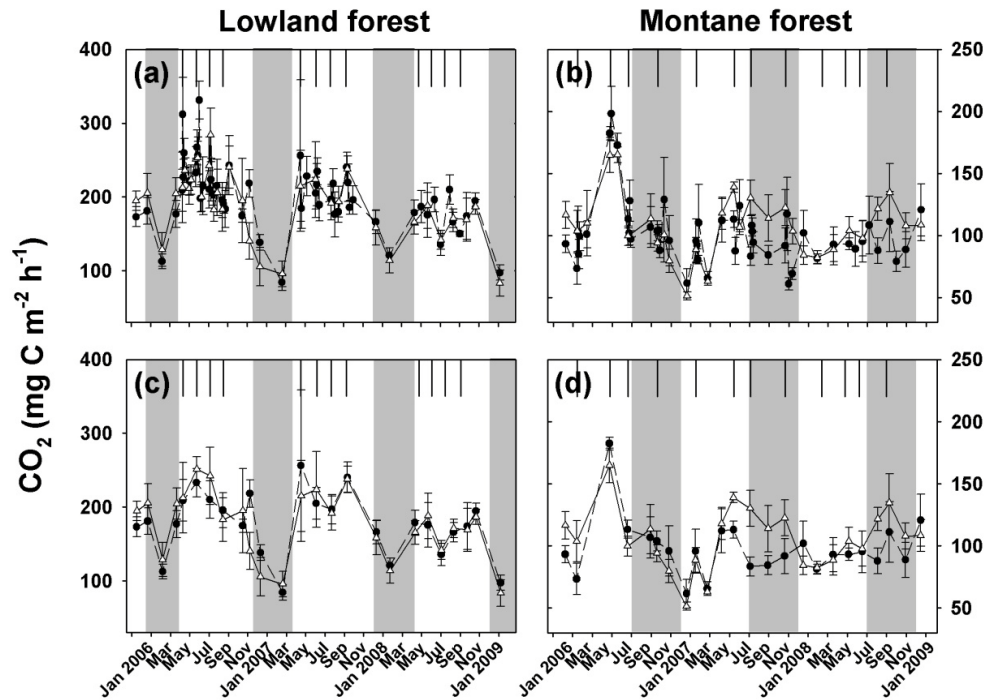 Lowland forest Montane forest
400 (a) (b) 250
300 200
200 150
100 100
50
CO2 (mg C m-2 h-1)
400 (c) (d) 250
300 200
200 150
100 100
50
Jan 2006 Mar May Jul Sep Nov Jan 2007 Mar May Jul Sep Nov Jan 2008 Mar May Jul Sep Nov Jan 2009 Jan 2006 Mar May Jul Sep Nov Jan 2007 Mar May Jul Sep Nov Jan 2008 Mar May Jul Sep Nov Jan 2009